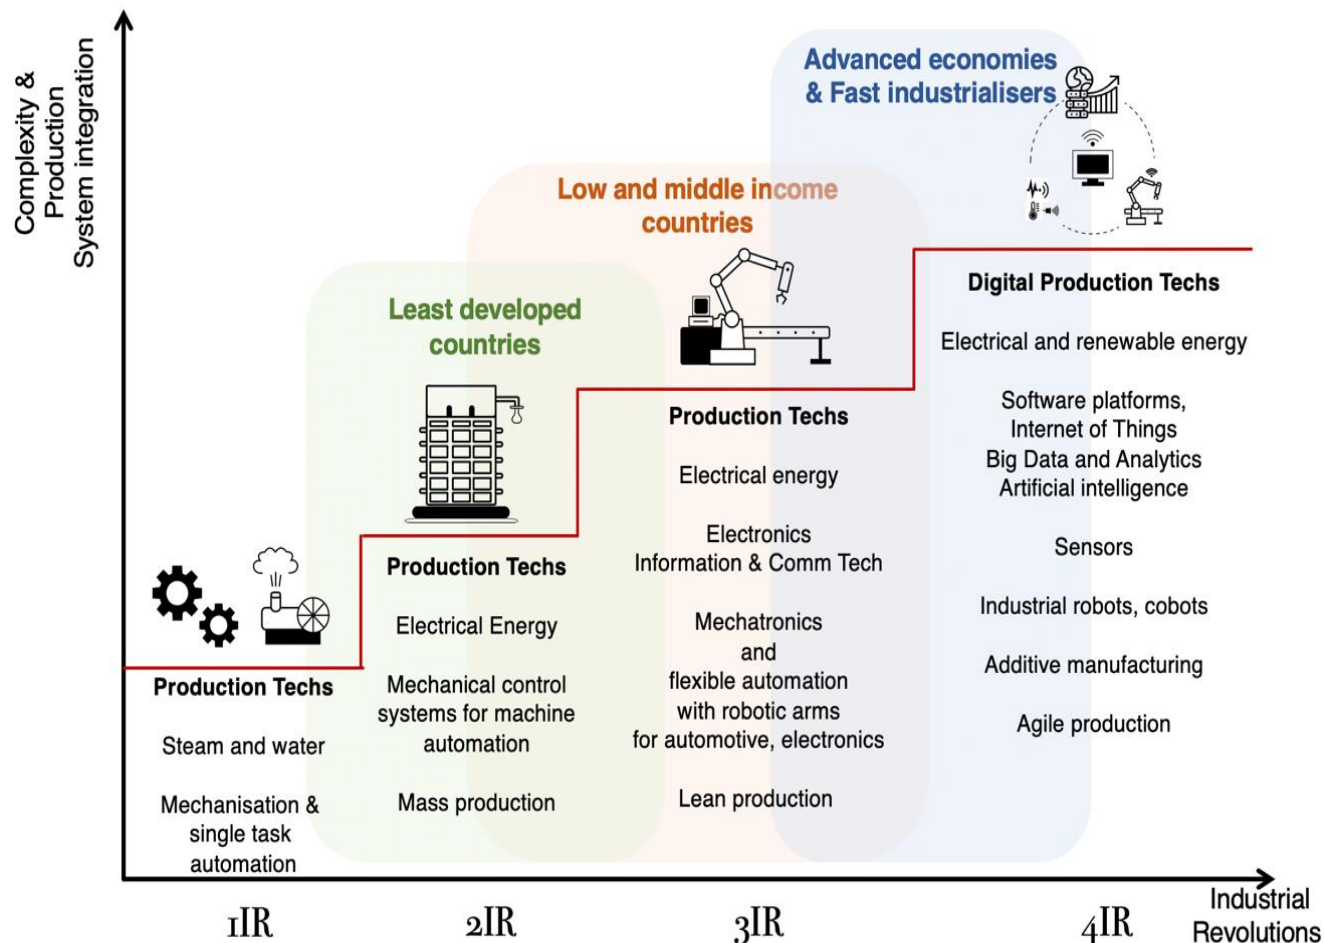 Complexity &
Production
System integration
Advanced economies
& Fast industrialisers
Low and middle income
countries
Least developed
countries
Production Techs
Steam and water
Mechanisation &
single task
automation
Production Techs
Electrical Energy
Mechanical control
systems for machine
automation
Mass production
Production Techs
Electrical energy
Electronics
Information & Comm Tech
Mechatronics
and
flexible automation
with robotic arms
for automotive, electronics
Lean production
Digital Production Techs
Electrical and renewable energy
Software platforms,
Internet of Things
Big Data and Analytics
Artificial intelligence
Sensors
Industrial robots, cobots
Additive manufacturing
Agile production
1IR
2IR
3IR
4IR
Industrial
Revolutions